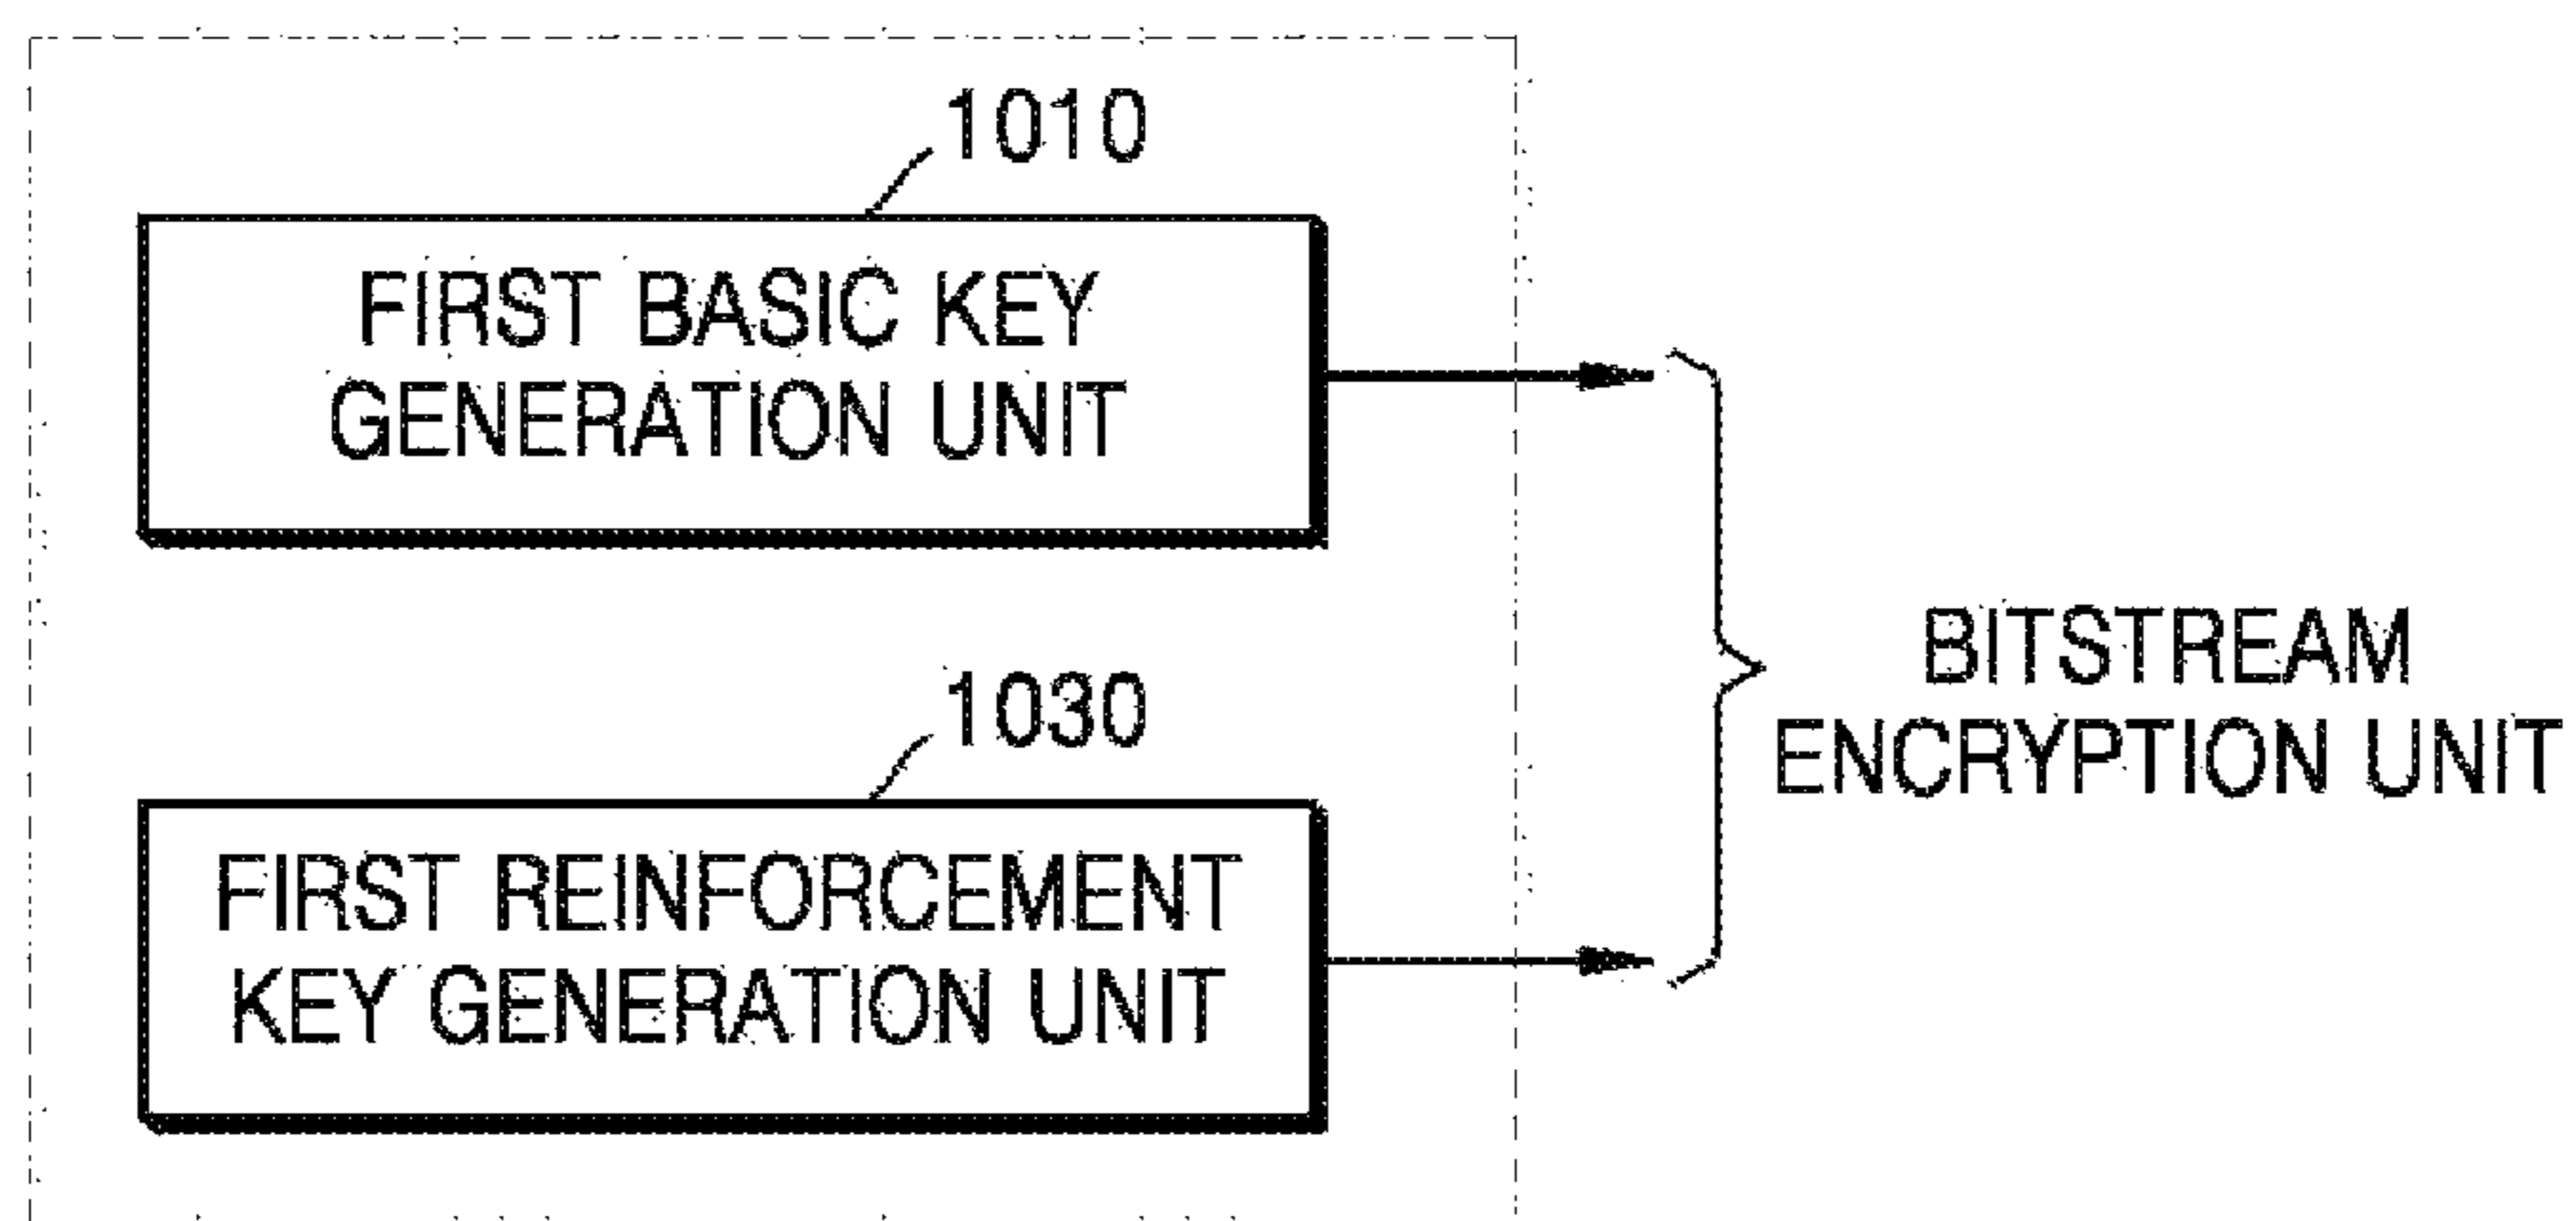 1010
FIRST BASIC KEY
GENERATION UNIT
1030
FIRST REINFORCEMENT
KEY GENERATION UNIT
BITSTREAM
ENCRYPTION UNIT